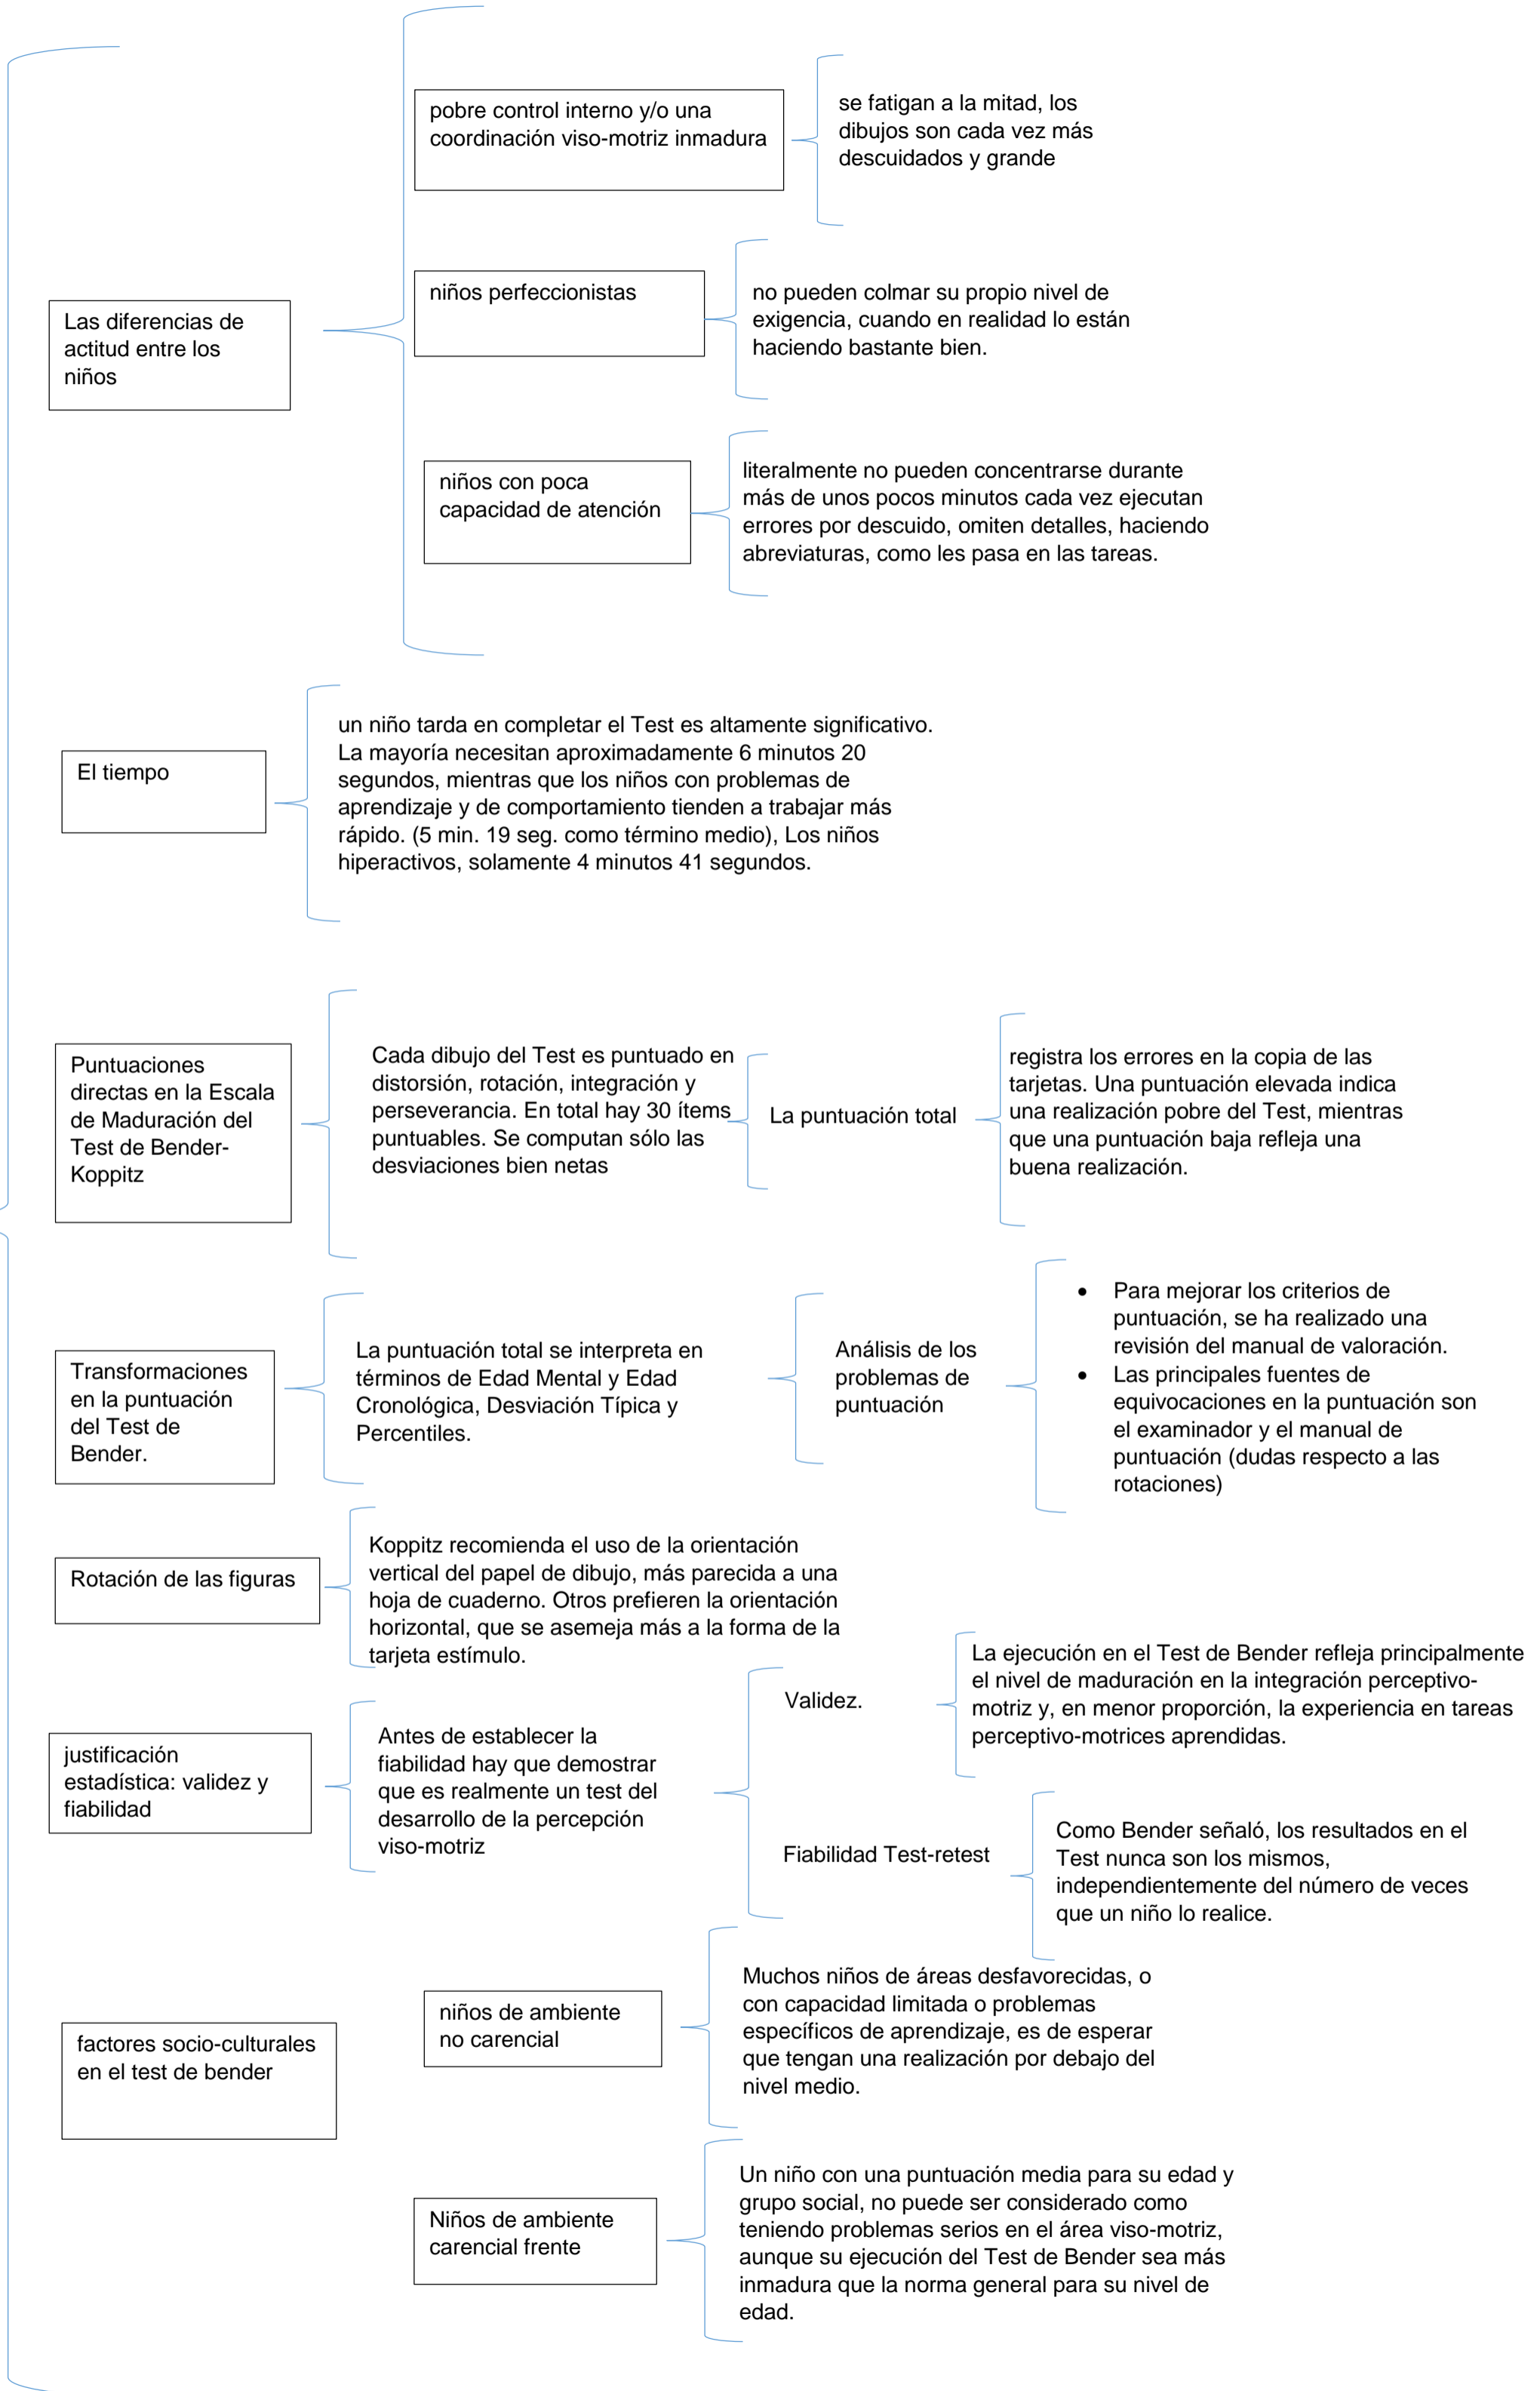 Las diferencias de
actitud entre los
niños
pobre control interno y/o una
coordinación viso-motriz inmadura
se fatigan a la mitad, los
dibujos son cada vez más
descuidados y grande
niños perfeccionistas
no pueden colmar su propio nivel de
exigencia, cuando en realidad lo están
haciendo bastante bien.
niños con poca
capacidad de atención
literalmente no pueden concentrarse durante
más de unos pocos minutos cada vez ejecutan
errores por descuido, omiten detalles, haciendo
abreviaturas, como les pasa en las tareas.
El tiempo
un niño tarda en completar el Test es altamente significativo.
La mayoría necesitan aproximadamente 6 minutos 20
segundos, mientras que los niños con problemas de
aprendizaje y de comportamiento tienden a trabajar más
rápido. (5 min. 19 seg. como término medio), Los niños
hiperactivos, solamente 4 minutos 41 segundos.
Puntuaciones
directas en la Escala
de Maduración del
Test de Bender-
Koppitz
Cada dibujo del Test es puntuado en
distorsión, rotación, integración y
perseverancia. En total hay 30 ítems
puntuables. Se computan sólo las
desviaciones bien netas
La puntuación total
registra los errores en la copia de las
tarjetas. Una puntuación elevada indica
una realización pobre del Test, mientras
que una puntuación baja refleja una
buena realización.
Transformaciones
en la puntuación
del Test de
Bender.
La puntuación total se interpreta en
términos de Edad Mental y Edad
Cronológica, Desviación Típica y
Percentiles.
Análisis de los
problemas de
puntuación
• Para mejorar los criterios de
puntuación, se ha realizado una
revisión del manual de valoración.
• Las principales fuentes de
equivocaciones en la puntuación son
el examinador y el manual de
puntuación (dudas respecto a las
rotaciones)
Rotación de las figuras
Koppitz recomienda el uso de la orientación
vertical del papel de dibujo, más parecida a una
hoja de cuaderno. Otros prefieren la orientación
horizontal, que se asemeja más a la forma de la
tarjeta estímulo.
justificación
estadística: validez y
fiabilidad
Antes de establecer la
fiabilidad hay que demostrar
que es realmente un test del
desarrollo de la percepción
viso-motriz
Validez.
La ejecución en el Test de Bender refleja principalmente
el nivel de maduración en la integración perceptivo-
motriz y, en menor proporción, la experiencia en tareas
perceptivo-motrices aprendidas.
Fiabilidad Test-retest
Como Bender señaló, los resultados en el
Test nunca son los mismos,
independientemente del número de veces
que un niño lo realice.
factores socio-culturales
en el test de bender
niños de ambiente
no carencial
Muchos niños de áreas desfavorecidas, o
con capacidad limitada o problemas
específicos de aprendizaje, es de esperar
que tengan una realización por debajo del
nivel medio.
Niños de ambiente
carencial frente
Un niño con una puntuación media para su edad y
grupo social, no puede ser considerado como
teniendo problemas serios en el área viso-motriz,
aunque su ejecución del Test de Bender sea más
inmadura que la norma general para su nivel de
edad.